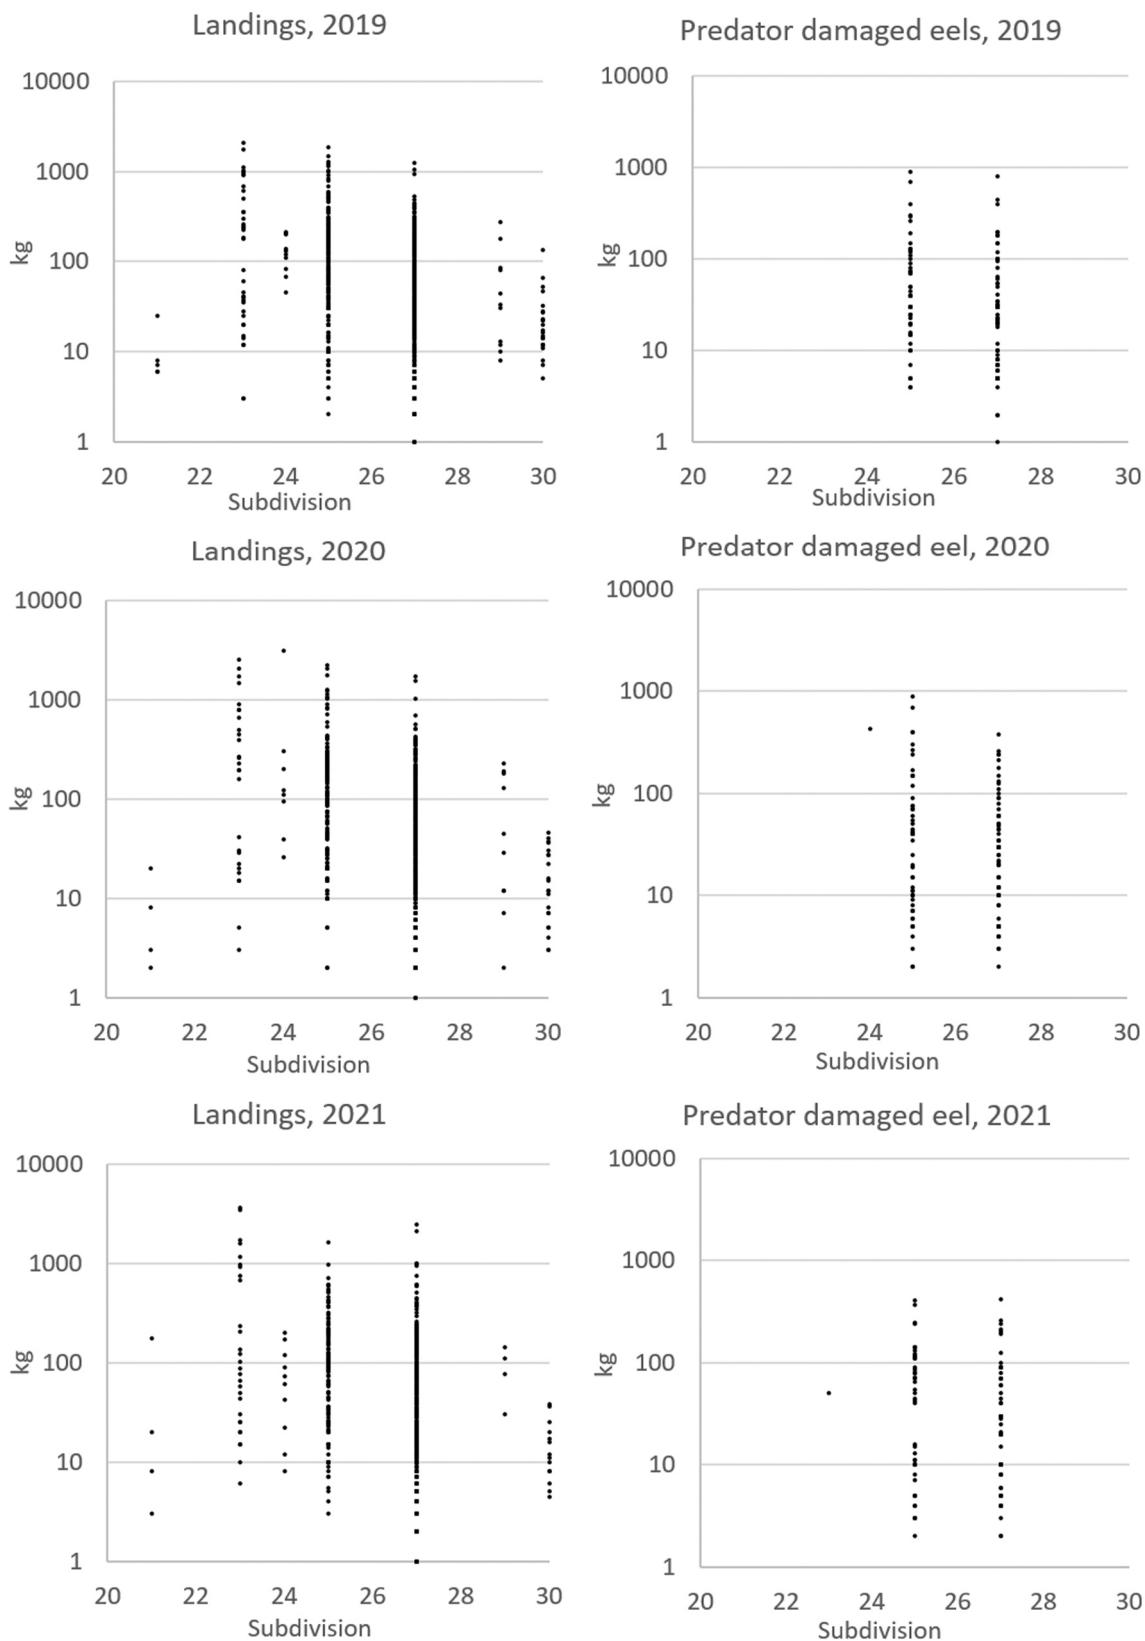 Landings, 2019
10000
1000
100
10
1
kg
20 22 24 26 28 30
Subdivision
Predator damaged eels, 2019
10000
1000
100
10
1
kg
20 22 24 26 28 30
Subdivision
Landings, 2020
10000
1000
100
10
1
kg
20 22 24 26 28 30
Subdivision
Predator damaged eel, 2020
10000
1000
100
10
1
kg
20 22 24 26 28 30
Subdivision
Landings, 2021
10000
1000
100
10
1
kg
20 22 24 26 28 30
Subdivision
Predator damaged eel, 2021
10000
1000
100
10
1
kg
20 22 24 26 28 30
Subdivision